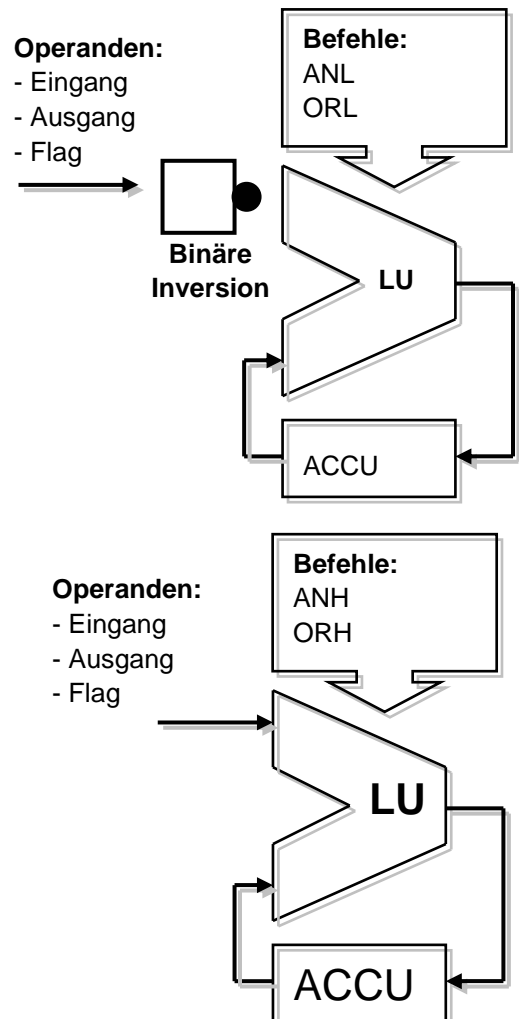 Operanden:
- Eingang
- Ausgang
- Flag
Befehle:
ANL
ORL
Binäre
Inversion
LU
ACCU
Operanden:
- Eingang
- Ausgang
- Flag
Befehle:
ANH
ORH
LU
ACCU